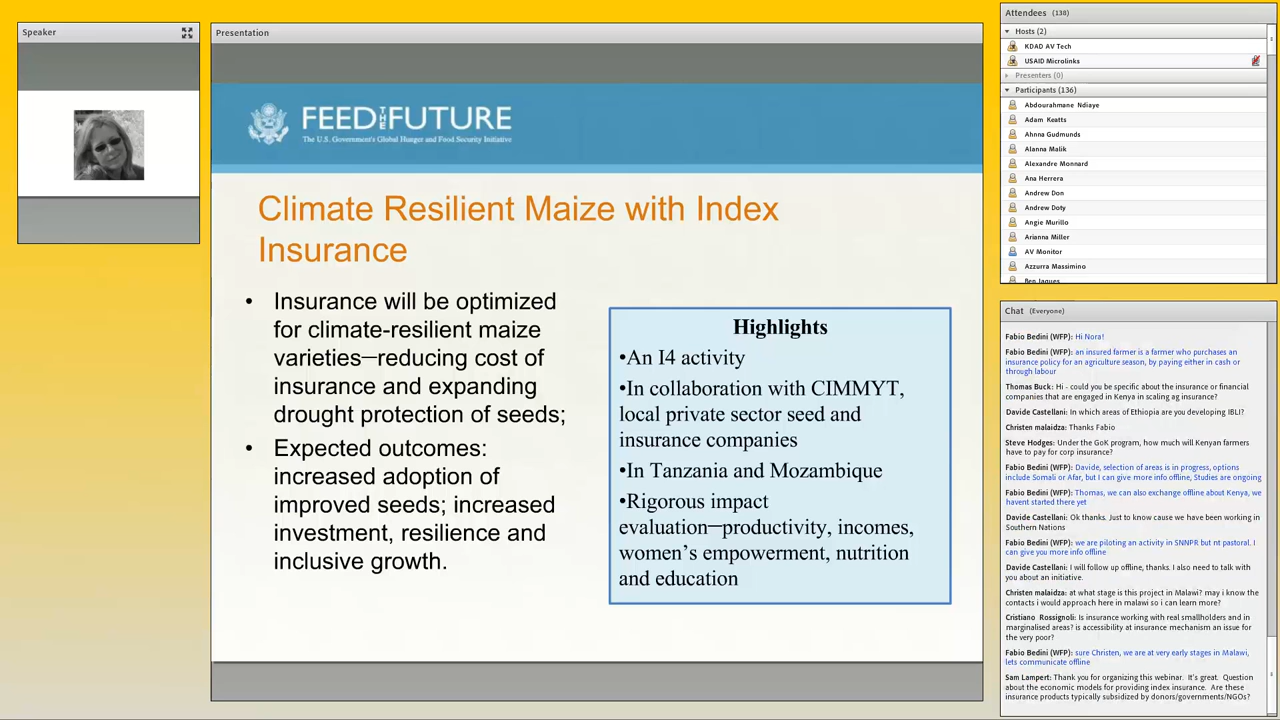 Speaker
Presentation
FEED THE FUTURE
The U.S. Government's Global Hunger and Food Security Initiative
Climate Resilient Maize with Index
Insurance
• Insurance will be optimized
for climate-resilient maize
varieties—reducing cost of
insurance and expanding
drought protection of seeds;
• Expected outcomes:
increased adoption of
improved seeds; increased
investment, resilience and
inclusive growth.
Highlights
•An I4 activity
•In collaboration with CIMMYT,
local private sector seed and
insurance companies
•In Tanzania and Mozambique
•Rigorous impact
evaluation—productivity, incomes,
women's empowerment, nutrition
and education
Attendees (138)
Hosts (2)
KDAD AV Tech
USAID Microlinks
Presenters (0)
Participants (136)
Abdourahmane Ndiaye
Adam Keatts
Ahnna Gudmunds
Alanna Malik
Alexandre Monnard
Ana Herrera
Andrew Don
Andrew Doty
Angie Murillo
Arianna Miller
AV Monitor
Azzurra Massimino
Ben Jaques
Chat (Everyone)
Fabio Bedini (WFP): Hi Nora!
Fabio Bedini (WFP): an insured farmer is a farmer who purchases an
insurance policy for an agriculture season, by paying either in cash or
through labour
Thomas Buck: Hi - could you be specific about the insurance or financial
companies that are engaged in Kenya in scaling ag insurance?
Davide Castellani: In which areas of Ethiopia are you developing IBLI?
Christen malaidza: Thanks Fabio
Steve Hodges: Under the GoK program, how much will Kenyan farmers
have to pay for corp insurance?
Fabio Bedini (WFP): Davide, selection of areas is in progress, options
include Somali or Afar, but I can give more info offline, Studies are ongoing
Fabio Bedini (WFP): Thomas, we can also exchange offline about Kenya, we
havent started there yet
Davide Castellani: Ok thanks. Just to know cause we have been working in
Southern Nations
Fabio Bedini (WFP): we are piloting an activity in SNNPR but nt pastoral. I
can give you more info offline
Davide Castellani: I will follow up offline, thanks. I also need to talk with
you about an initiative.
Christen malaidza: at what stage is this project in Malawi? may i know the
contacts i would approach here in malawi so i can learn more?
Cristiano Rossignoli: Is insurance working with real smallholders and in
marginalised areas? is accessibility at insurance mechanism an issue for
the very poor?
Fabio Bedini (WFP): sure Christen, we are at very early stages in Malawi,
lets communicate offline
Sam Lampert: Thank you for organizing this webinar. It's great. Question
about the economic models for providing index insurance. Are these
insurance products typically subsidized by donors/governments/NGOs?